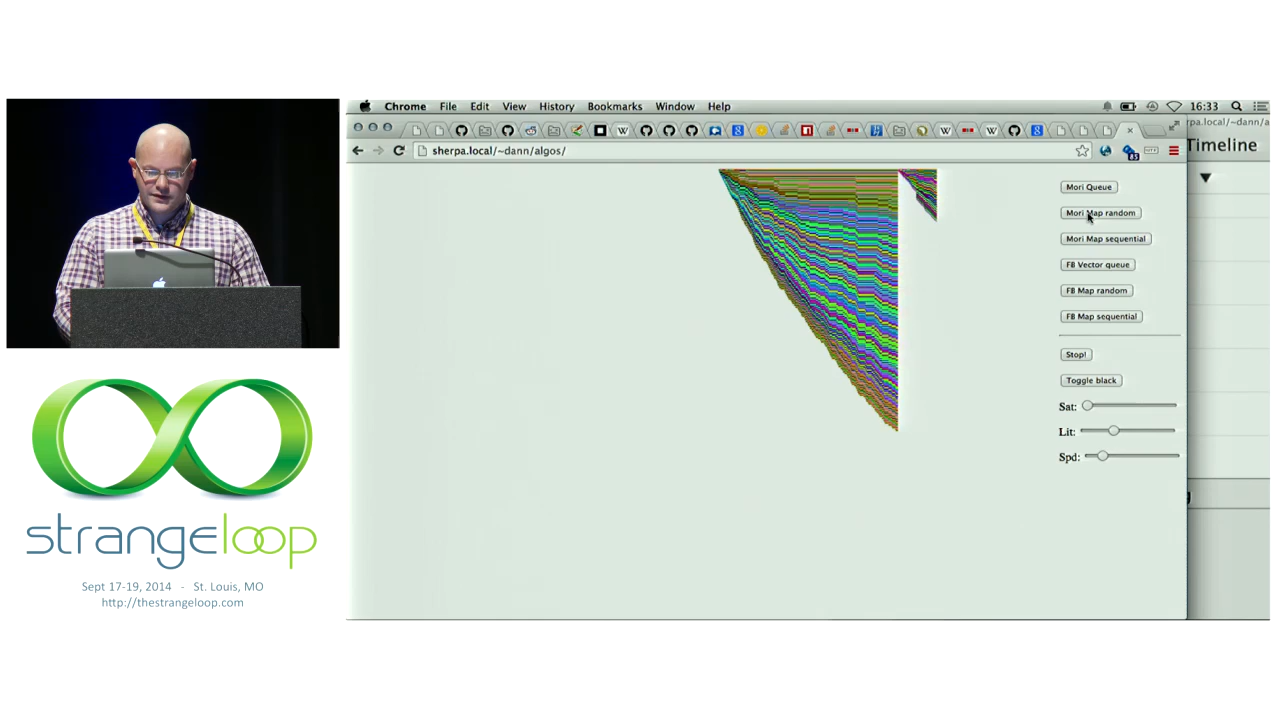 Chrome File Edit View History Bookmarks Window Help 16:33
sherpa.local/~dann/algos/
Timeline
Mori Queue
Mori Map random
Mori Map sequential
FB Vector queue
FB Map random
FB Map sequential
Stop!
Toggle black
Sat:
Lit:
Spd:
strangeloop
Sept 17-19, 2014 - St. Louis, MO
http://thestrangeloop.com